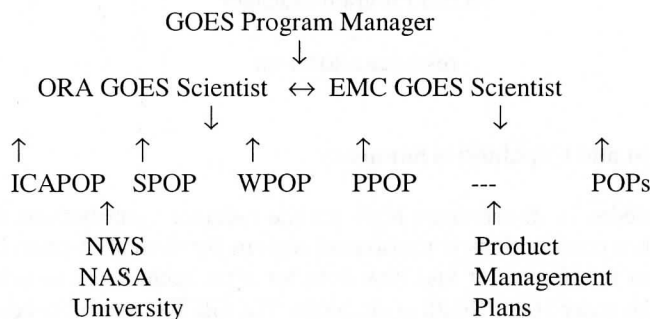 GOES Program Manager
↓
ORA GOES Scientist ↔ EMC GOES Scientist
↓ ↓
↑ ↑ ↑ ↑ ↑
ICAPOP SPOP WPOP PPOP --- POPs
↑ ↑
NWS Product
NASA Management
University Plans